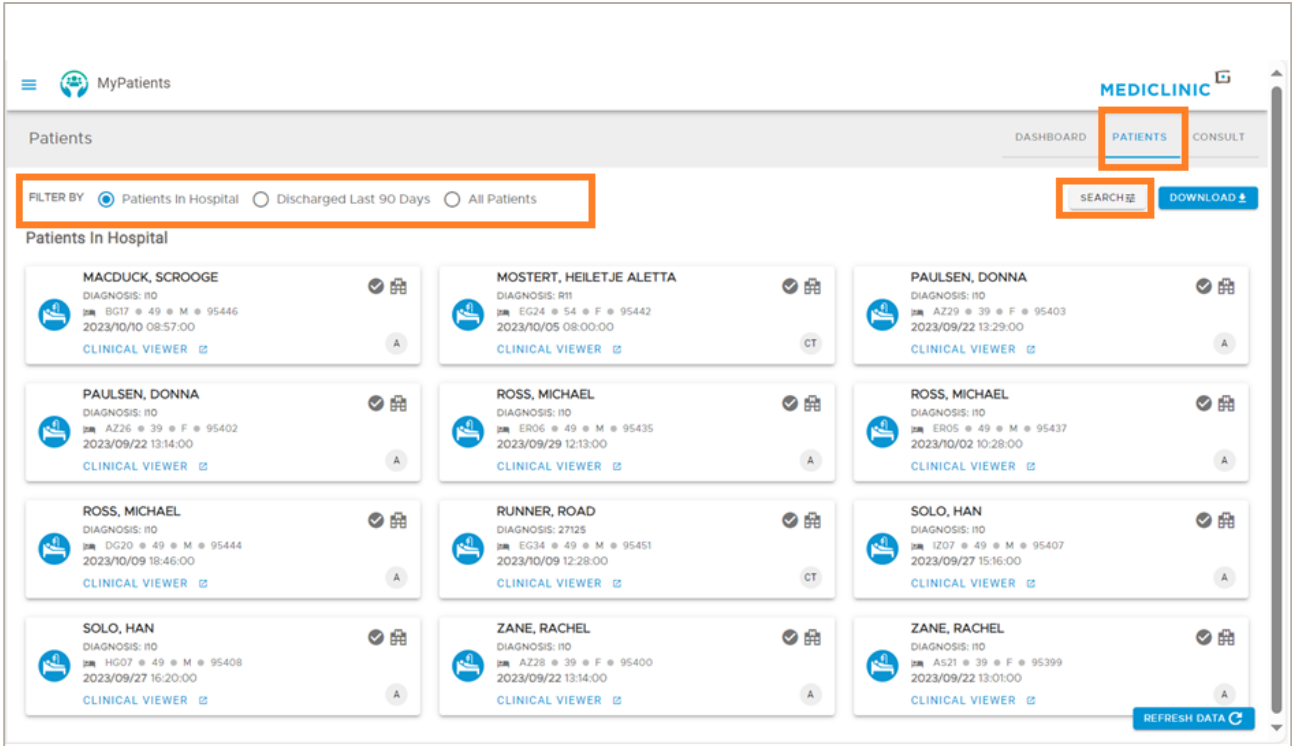 MyPatients
MEDICLINIC
Patients
DASHBOARD PATIENTS CONSULT
FILTER BY Patients In Hospital Discharged Last 90 Days All Patients
SEARCH DOWNLOAD
Patients In Hospital
MACDUCK, SCROOGE
DIAGNOSIS: I10
BG17 49 M 95446
2023/10/10 08:57:00
CLINICAL VIEWER
A
MOSTERT, HEILETJE ALETTA
DIAGNOSIS: R11
EG24 54 F 95442
2023/10/05 08:00:00
CLINICAL VIEWER
CT
PAULSEN, DONNA
DIAGNOSIS: I10
AZ29 39 F 95403
2023/09/22 13:29:00
CLINICAL VIEWER
A
PAULSEN, DONNA
DIAGNOSIS: I10
AZ26 39 F 95402
2023/09/22 13:14:00
CLINICAL VIEWER
A
ROSS, MICHAEL
DIAGNOSIS: I10
ER06 49 M 95435
2023/09/29 12:13:00
CLINICAL VIEWER
A
ROSS, MICHAEL
DIAGNOSIS: I10
ER05 49 M 95437
2023/10/02 10:28:00
CLINICAL VIEWER
A
ROSS, MICHAEL
DIAGNOSIS: I10
DG20 49 M 95444
2023/10/09 18:46:00
CLINICAL VIEWER
A
RUNNER, ROAD
DIAGNOSIS: 27125
EG34 49 M 95451
2023/10/09 12:28:00
CLINICAL VIEWER
CT
SOLO, HAN
DIAGNOSIS: I10
IZ07 49 M 95407
2023/09/27 15:16:00
CLINICAL VIEWER
A
SOLO, HAN
DIAGNOSIS: I10
HG07 49 M 95408
2023/09/27 16:20:00
CLINICAL VIEWER
A
ZANE, RACHEL
DIAGNOSIS: I10
AZ28 39 F 95400
2023/09/22 13:14:00
CLINICAL VIEWER
A
ZANE, RACHEL
DIAGNOSIS: I10
AS21 39 F 95399
2023/09/22 13:01:00
CLINICAL VIEWER
A
REFRESH DATA